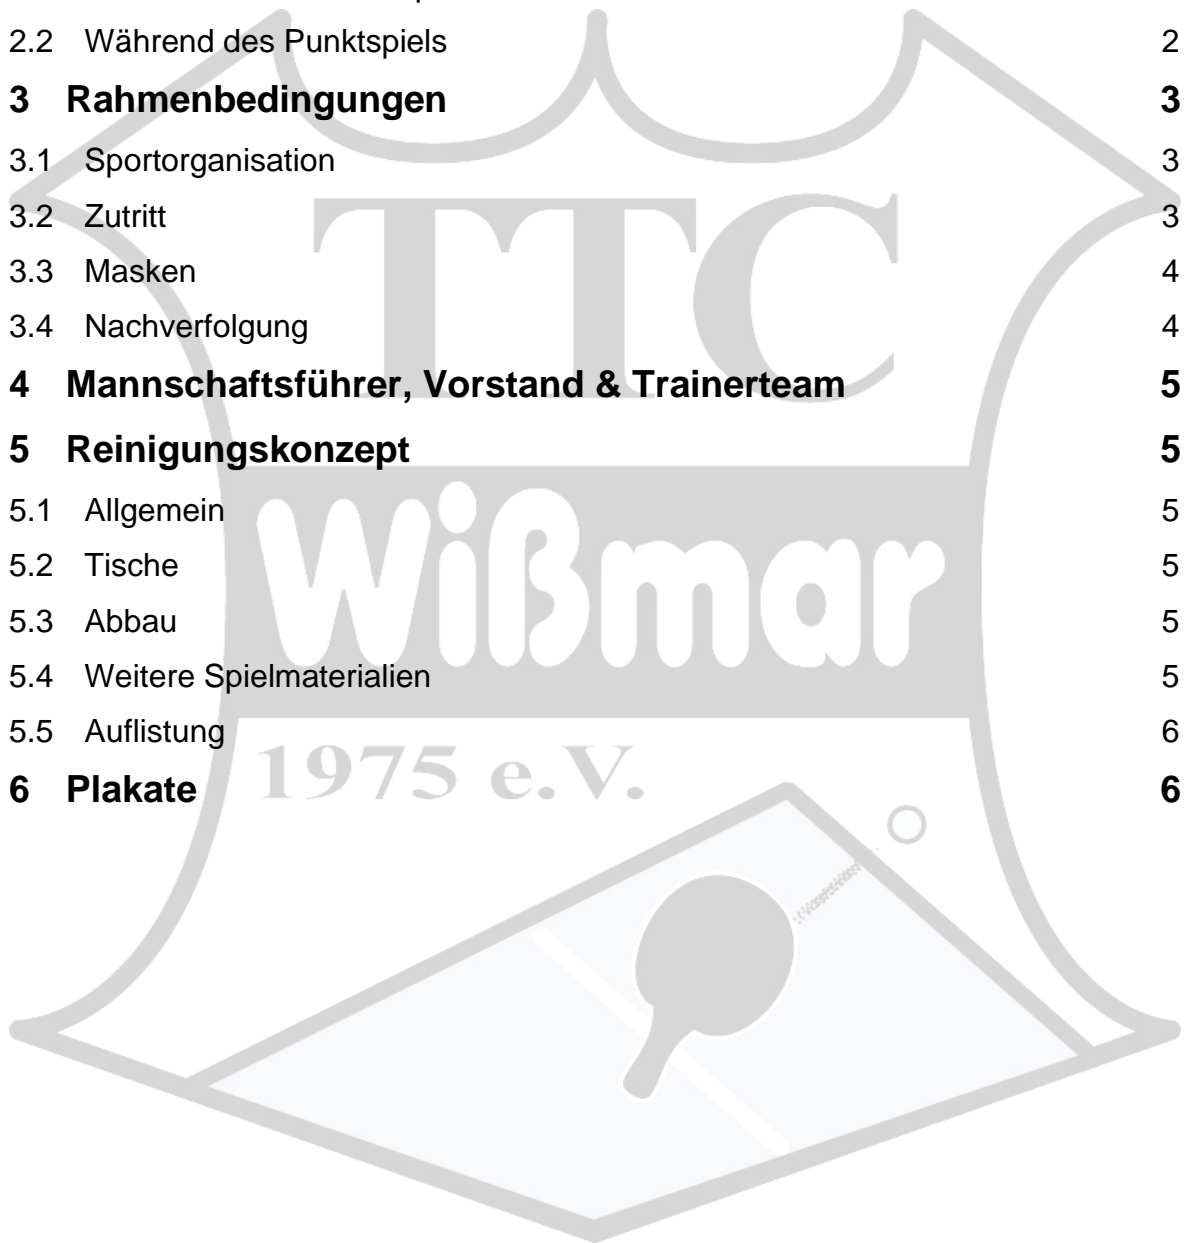 2.2 Während des Punktspiels 2
3 Rahmenbedingungen 3
3.1 Sportorganisation 3
3.2 Zutritt 3
3.3 Masken 4
3.4 Nachverfolgung 4
4 Mannschaftsführer, Vorstand & Trainerteam 5
5 Reinigungskonzept 5
5.1 Allgemein 5
5.2 Tische 5
5.3 Abbau 5
5.4 Weitere Spielmaterialien 5
5.5 Auflistung 6
6 Plakate 6
TTC
Wißmar
1975 e.V.